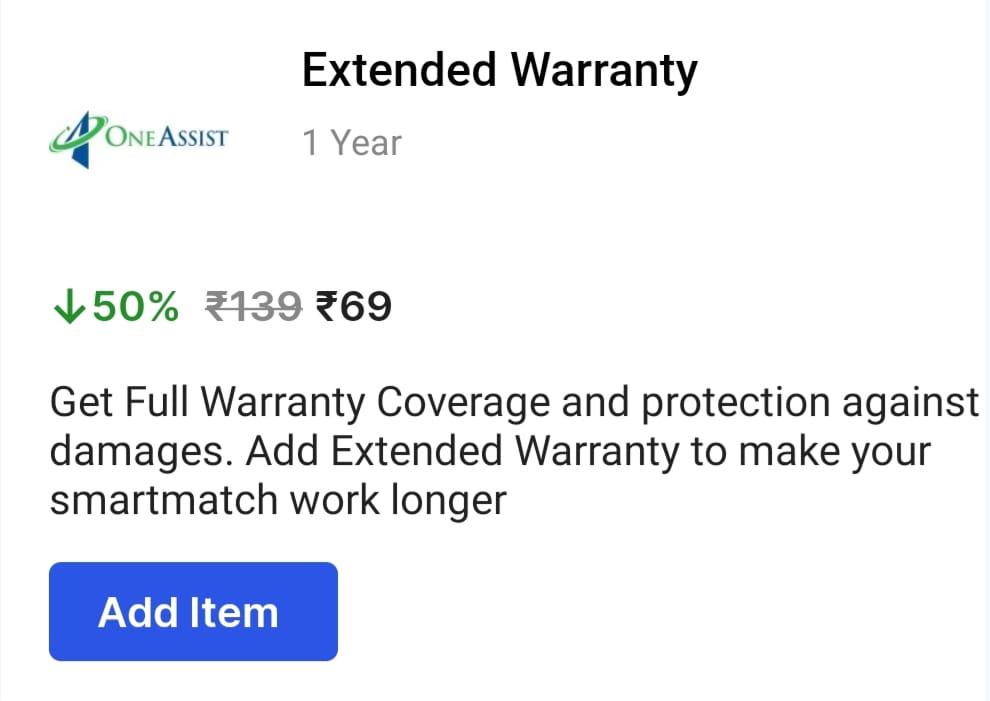 Extended Warranty
ONEASSIST
1 Year
↓50% ₹139 ₹69
Get Full Warranty Coverage and protection against
damages. Add Extended Warranty to make your
smartmatch work longer
Add Item